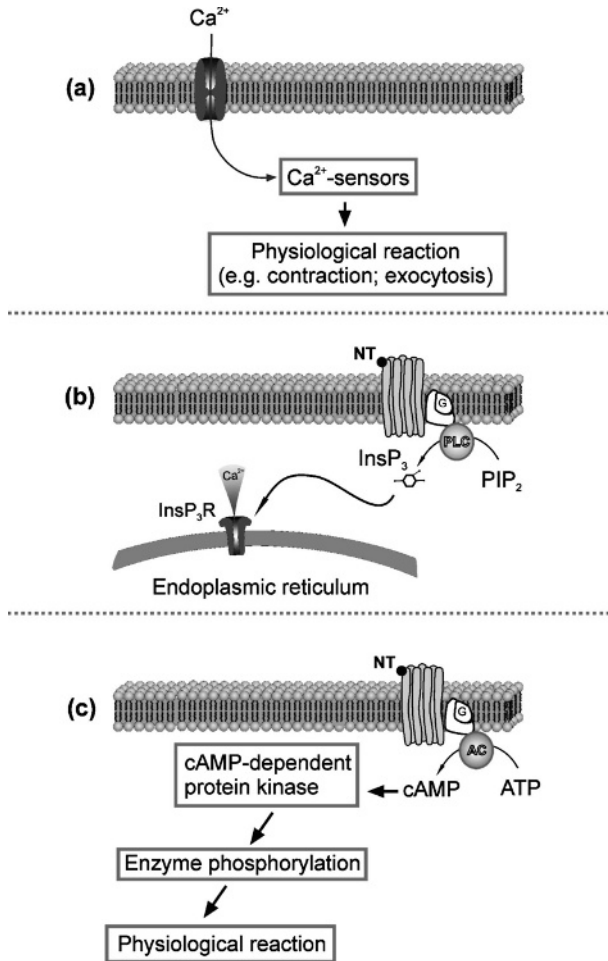 Ca²⁺
(a)
Ca²⁺-sensors
Physiological reaction
(e.g. contraction; exocytosis)
NT
(b)
G
PLC
InsP₃
PIP₂
Ca²⁺
InsP₃R
Endoplasmic reticulum
NT
(c)
G
AC
cAMP-dependent
protein kinase
cAMP
ATP
Enzyme phosphorylation
Physiological reaction